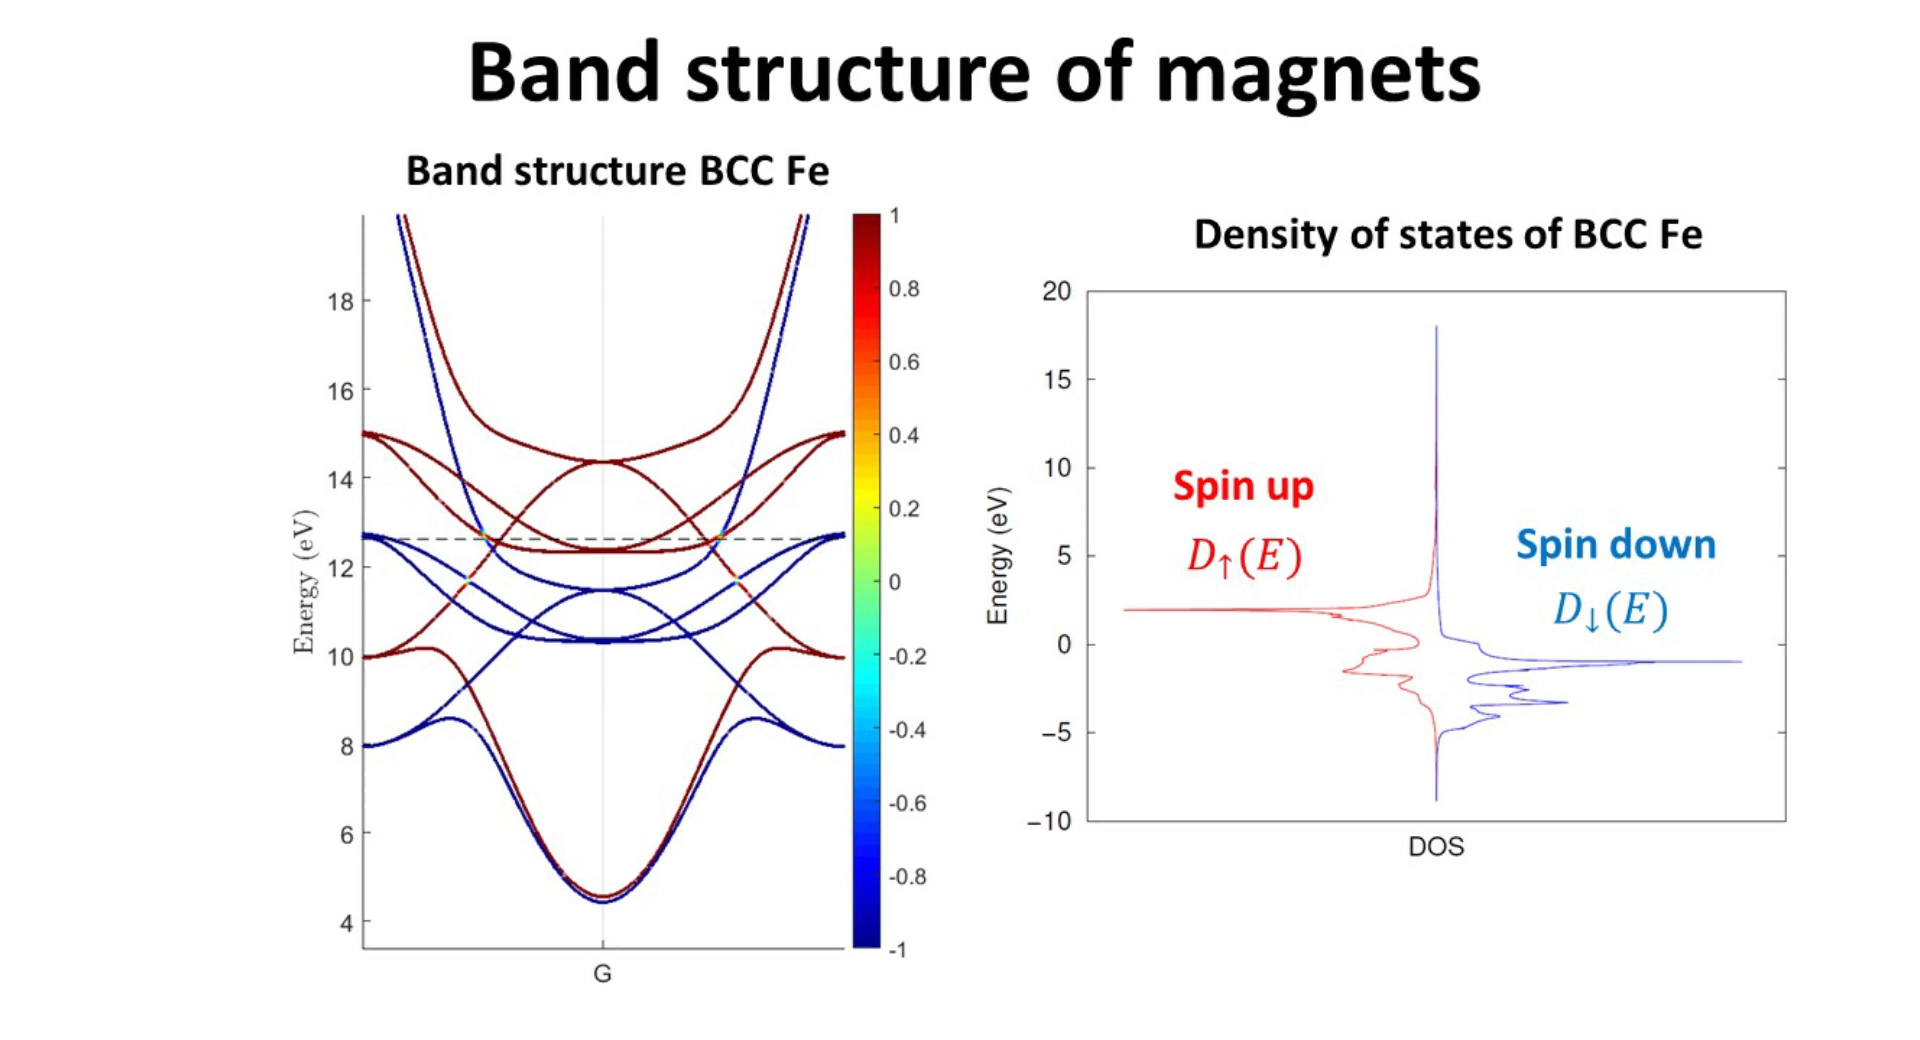 Band structure of magnets
Band structure BCC Fe
18
16
14
12
10
8
6
4
Energy (eV)
G
1
0.8
0.6
0.4
0.2
0
-0.2
-0.4
-0.6
-0.8
-1
Density of states of BCC Fe
20
15
10
5
0
−5
−10
Energy (eV)
Spin up
D↑(E)
Spin down
D↓(E)
DOS